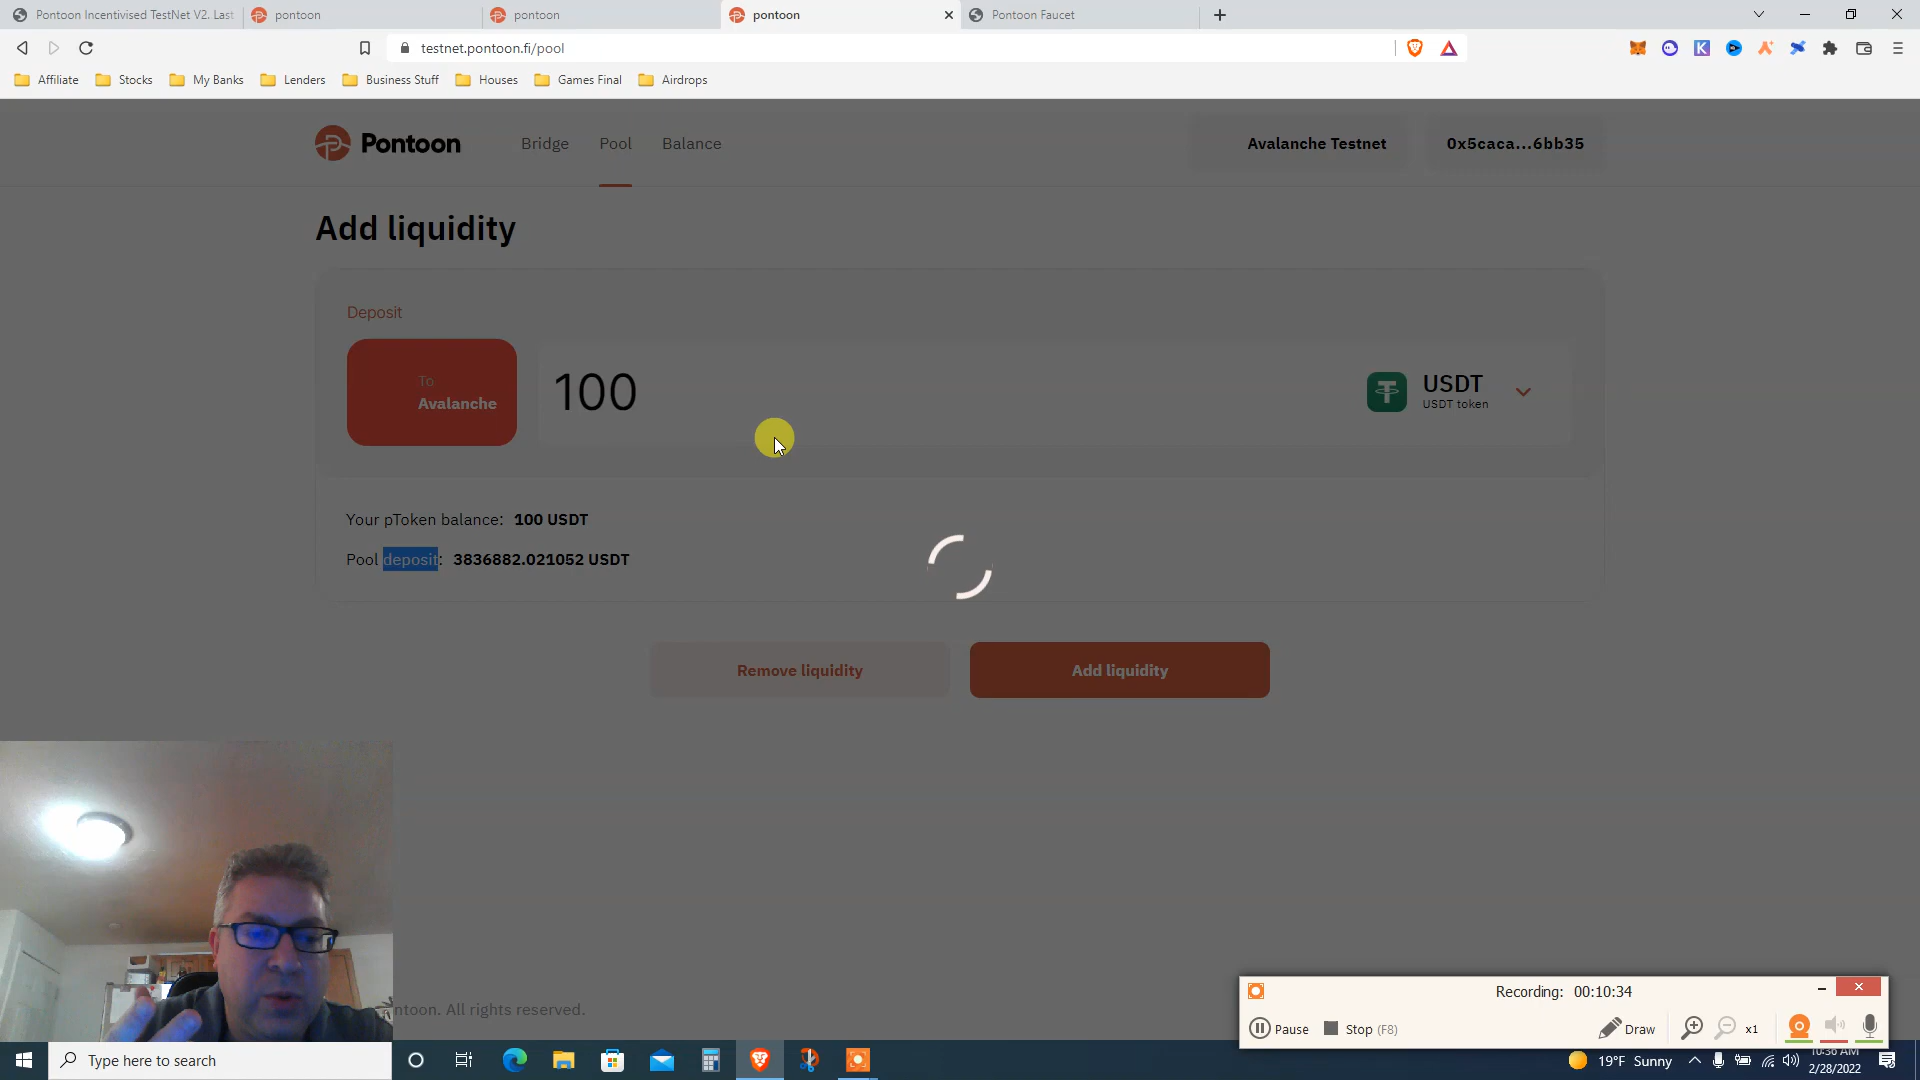 Pontoon Incentivised TestNet V2. Last
pontoon
pontoon
pontoon
Pontoon Faucet
testnet.pontoon.fi/pool
Affiliate
Stocks
My Banks
Lenders
Business Stuff
Houses
Games Final
Airdrops
Pontoon
Bridge
Pool
Balance
Avalanche Testnet
0x5caca...6bb35
Add liquidity
Deposit
To
Avalanche
100
USDT
USDT token
Your pToken balance: 100 USDT
Pool deposit: 3836882.021052 USDT
Remove liquidity
Add liquidity
ntoon. All rights reserved.
Recording: 00:10:34
Pause
Stop (F8)
Draw
x1
Type here to search
19°F Sunny
10:36 AM
2/28/2022